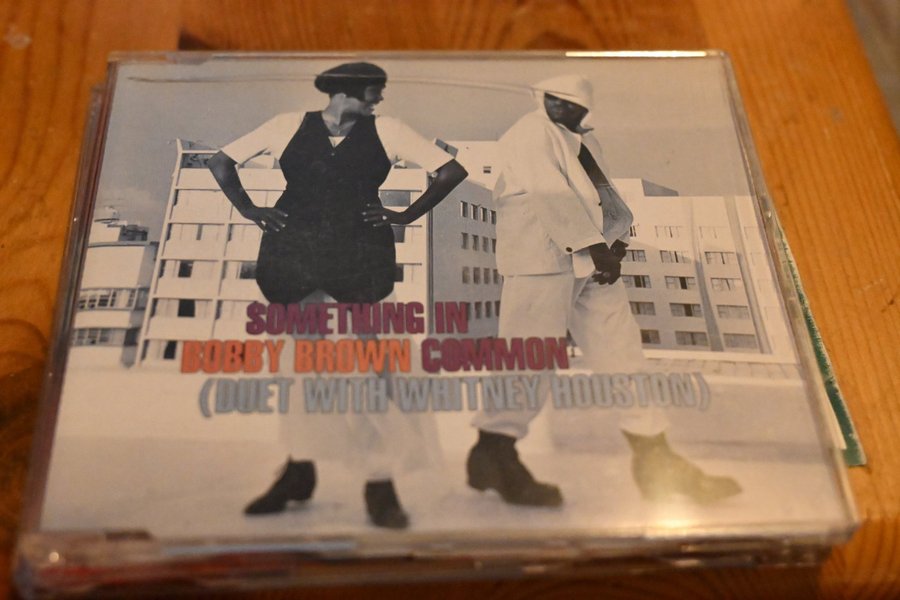 SOMETHING IN
BOBBY BROWN COMMON
(DUET WITH WHITNEY HOUSTON)